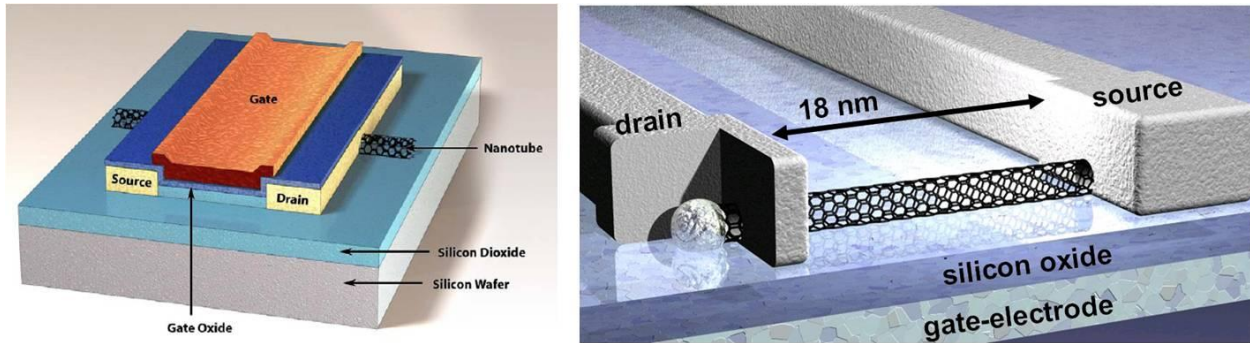 Gate
Nanotube
Source
Drain
Silicon Dioxide
Silicon Wafer
Gate Oxide
18 nm
source
drain
silicon oxide
gate-electrode